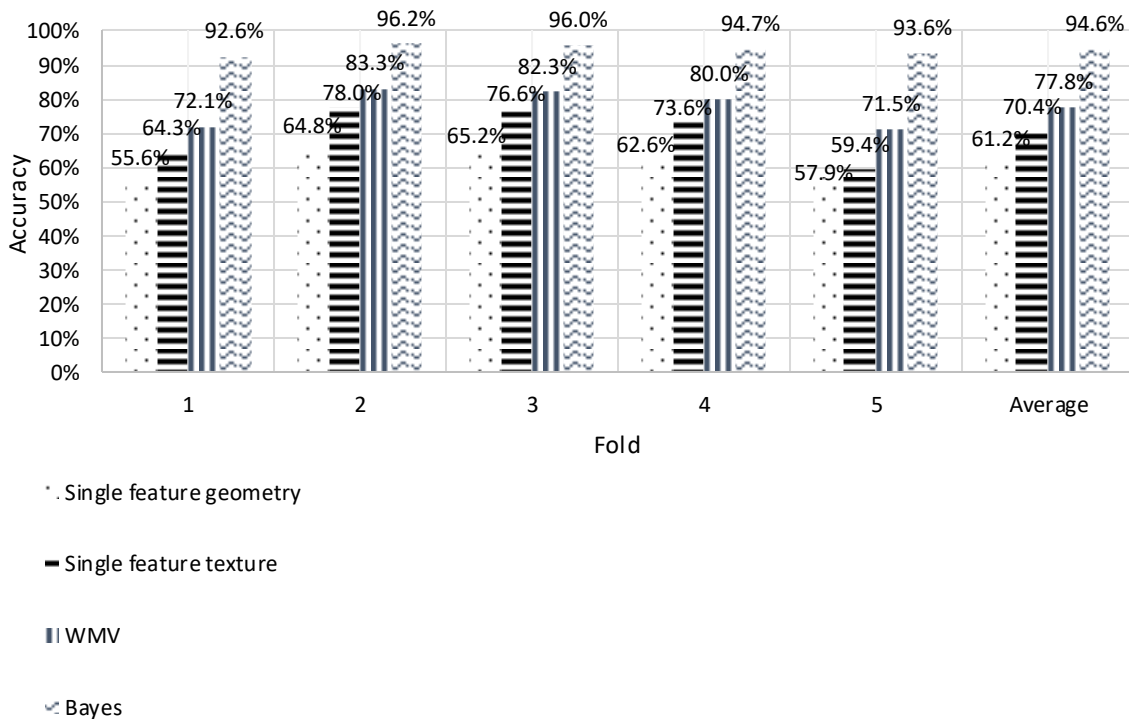 100%
90%
80%
70%
60%
50%
40%
30%
20%
10%
0%
Accuracy
55.6% 64.3% 72.1% 92.6%
64.8% 78.0% 83.3% 96.2%
65.2% 76.6% 82.3% 96.0%
62.6% 73.6% 80.0% 94.7%
57.9% 59.4% 71.5% 93.6%
61.2% 70.4% 77.8% 94.6%
1 2 3 4 5 Average
Fold
Single feature geometry
Single feature texture
WMV
Bayes